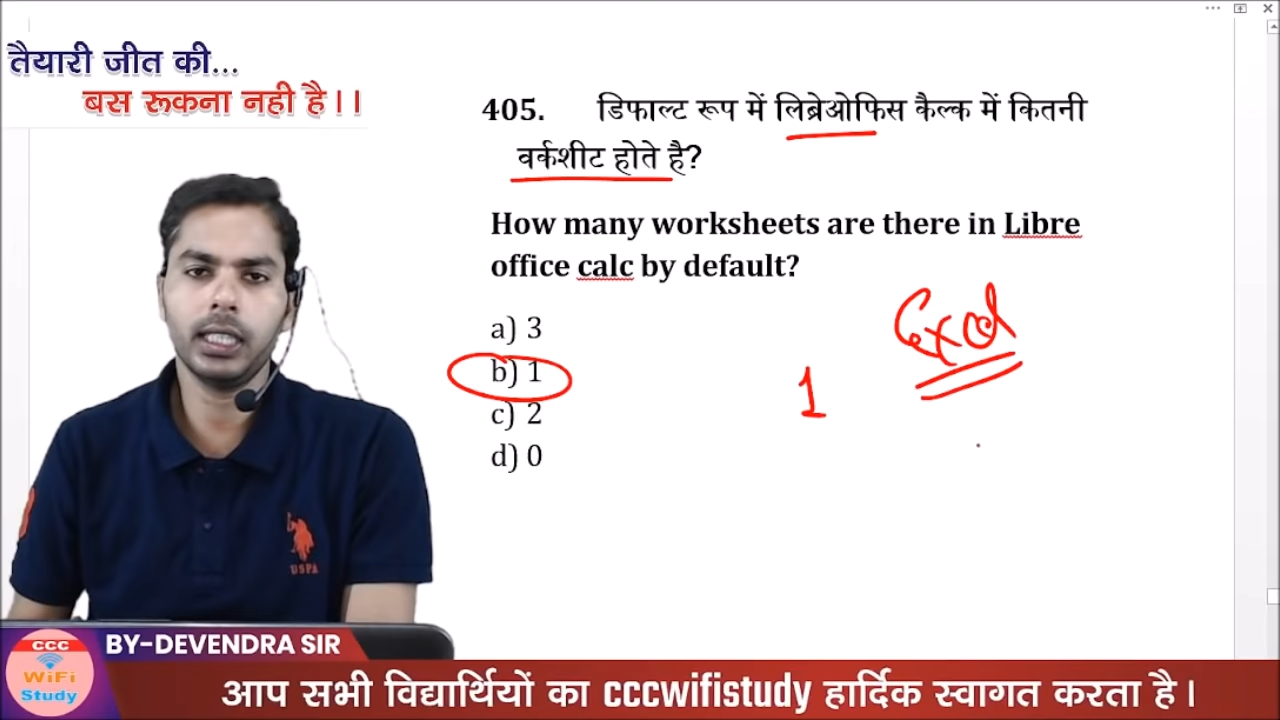 तैयारी जीत की...
बस रूकना नही है।।
405. डिफाल्ट रूप में लिब्रेओफिस कैल्क में कितनी
वर्कशीट होते है?
How many worksheets are there in Libre
office calc by default?
a) 3
b) 1
c) 2
d) 0
Excel
1
USPA
BY-DEVENDRA SIR
CCC
WiFi
Study
आप सभी विद्यार्थियों का cccwifistudy हार्दिक स्वागत करता है।